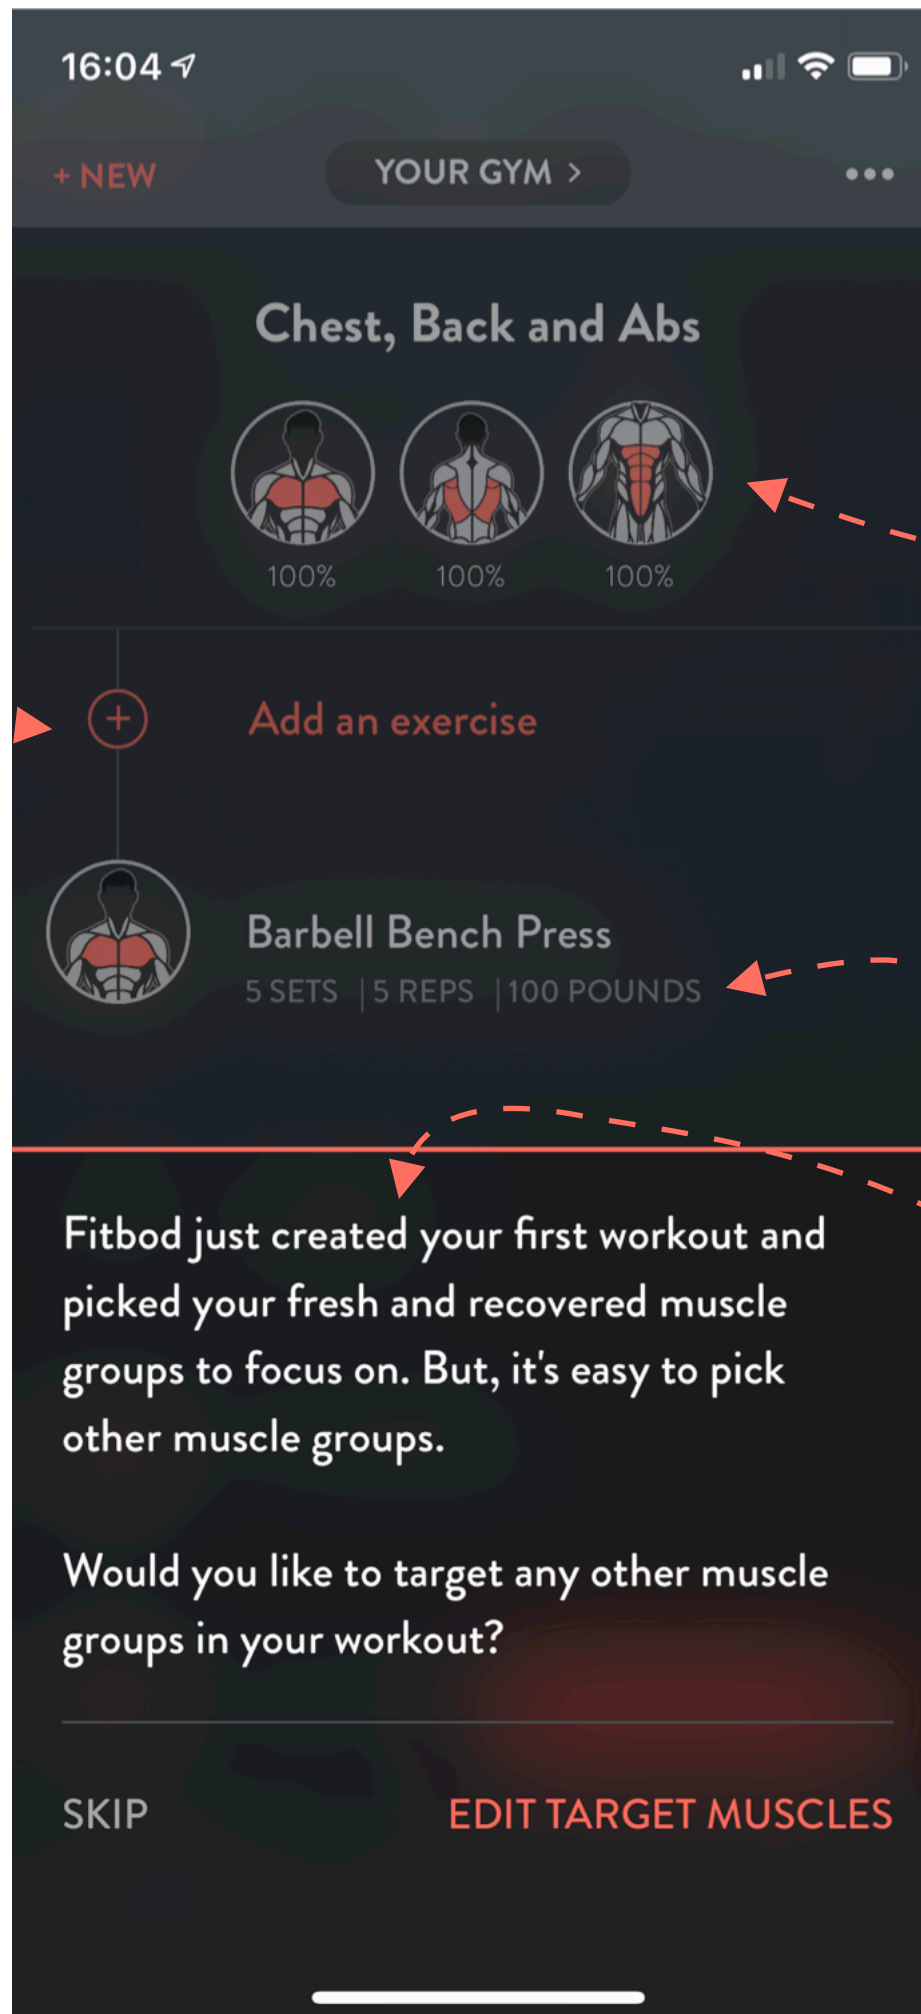 16:04
+ NEW
YOUR GYM >
Chest, Back and Abs
100% 100% 100%
Add an exercise
Barbell Bench Press
5 SETS | 5 REPS | 100 POUNDS
Fitbod just created your first workout and
picked your fresh and recovered muscle
groups to focus on. But, it's easy to pick
other muscle groups.
Would you like to target any other muscle
groups in your workout?
SKIP
EDIT TARGET MUSCLES